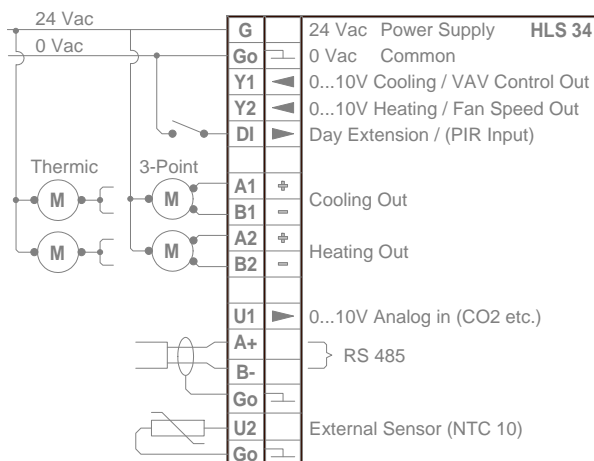 24 Vac G 24 Vac Power Supply HLS 34
0 Vac Go 0 Vac Common
Y1 0...10V Cooling / VAV Control Out
Y2 0...10V Heating / Fan Speed Out
DI Day Extension / (PIR Input)
Thermic 3-Point
M M A1 + Cooling Out
B1 -
M M A2 + Heating Out
B2 -
U1 0...10V Analog in (CO2 etc.)
A+ RS 485
B-
Go
U2 External Sensor (NTC 10)
Go